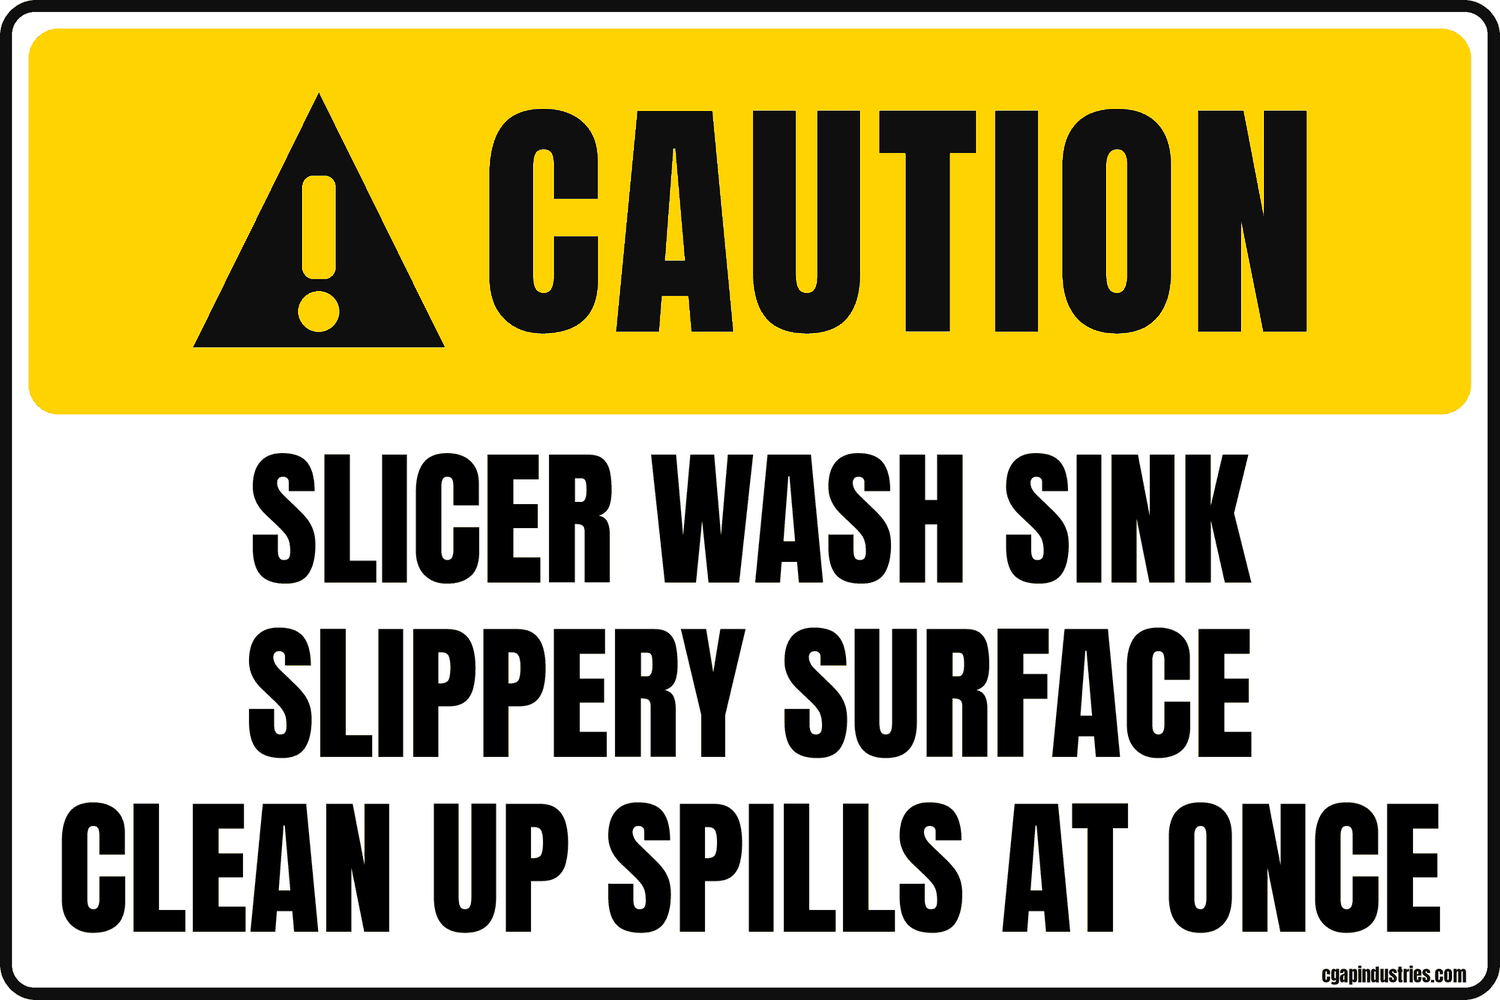 CAUTION
SLICER WASH SINK
SLIPPERY SURFACE
CLEAN UP SPILLS AT ONCE
cgapindustries.com